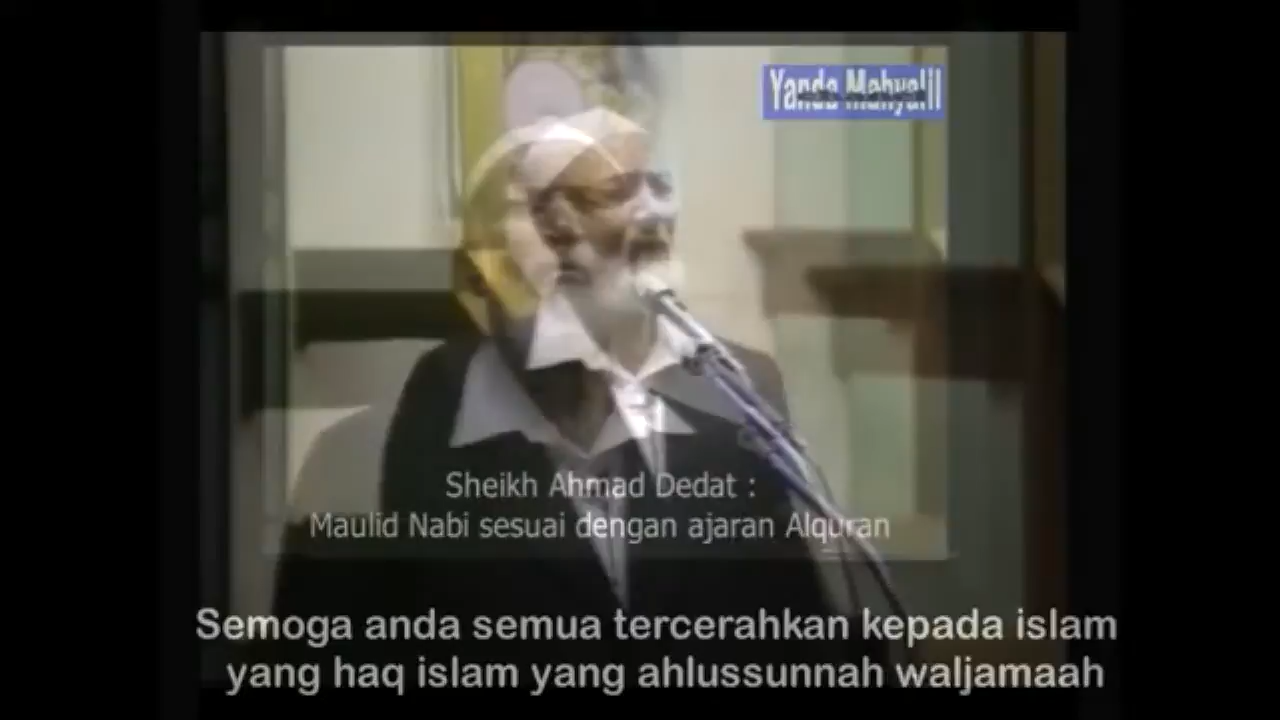 Yanda Mahyalil
Sheikh Ahmad Dedat :
Maulid Nabi sesuai dengan ajaran Alquran
Semoga anda semua tercerahkan kepada islam
yang haq islam yang ahlussunnah waljamaah